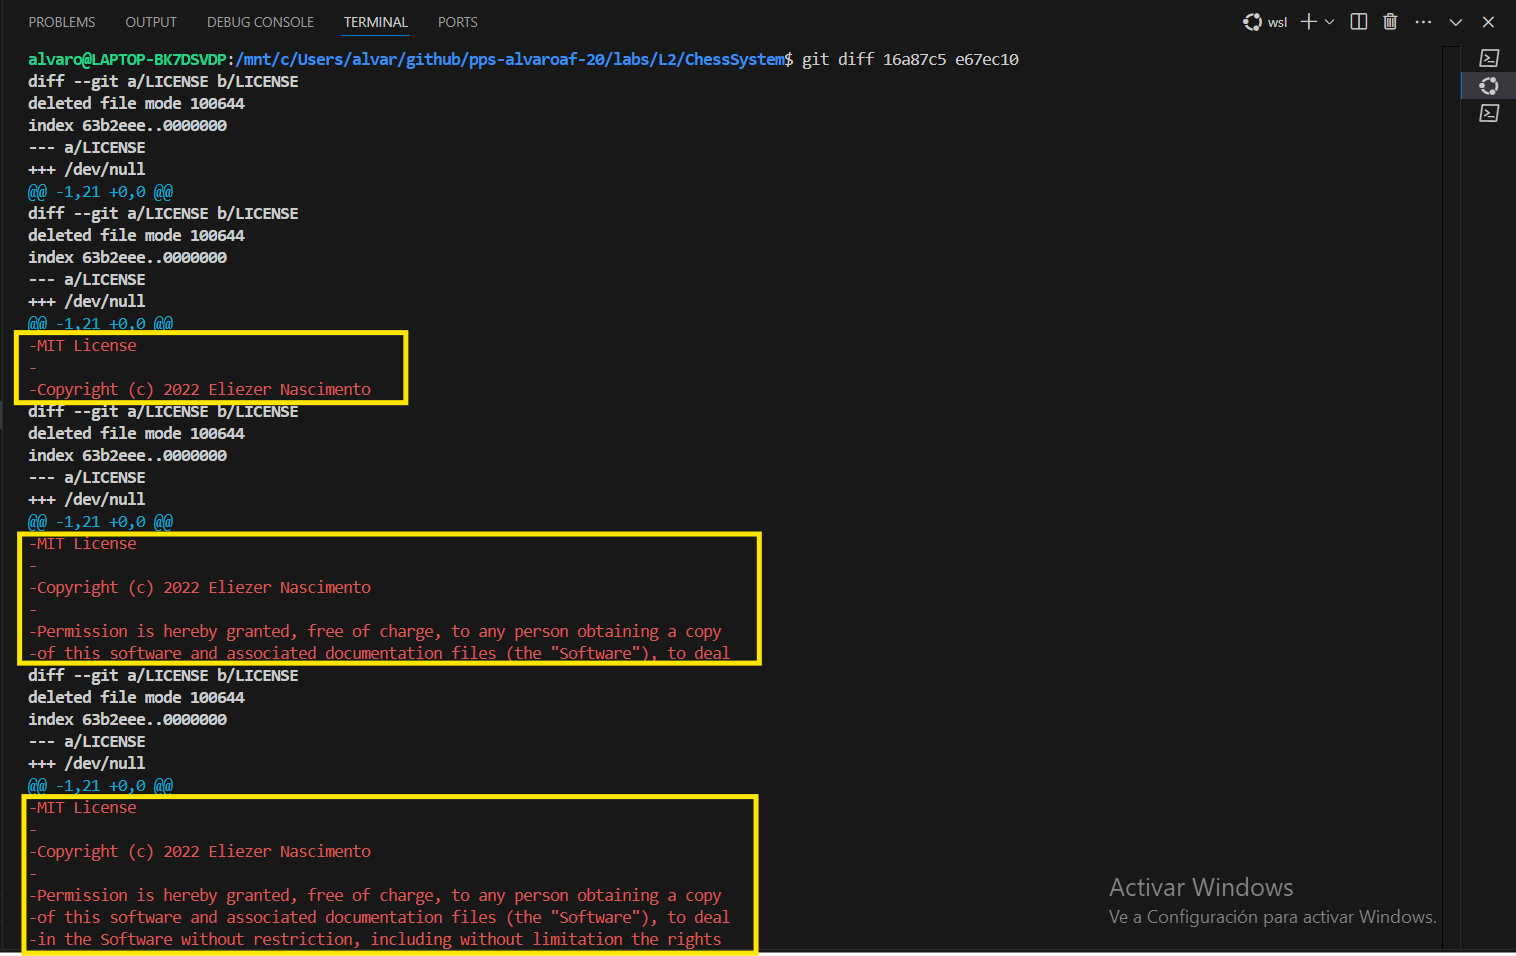 PROBLEMS OUTPUT DEBUG CONSOLE TERMINAL PORTS wsl
alvaro@LAPTOP-BK7DSVDP:/mnt/c/Users/alvar/github/pps-alvaroaf-20/labs/L2/ChessSystem$ git diff 16a87c5 e67ec10
diff --git a/LICENSE b/LICENSE
deleted file mode 100644
index 63b2eee..0000000
--- a/LICENSE
+++ /dev/null
@@ -1,21 +0,0 @@
diff --git a/LICENSE b/LICENSE
deleted file mode 100644
index 63b2eee..0000000
--- a/LICENSE
+++ /dev/null
@@ -1,21 +0,0 @@
-MIT License
-
-Copyright (c) 2022 Eliezer Nascimento
diff --git a/LICENSE b/LICENSE
deleted file mode 100644
index 63b2eee..0000000
--- a/LICENSE
+++ /dev/null
@@ -1,21 +0,0 @@
-MIT License
-
-Copyright (c) 2022 Eliezer Nascimento
-
-Permission is hereby granted, free of charge, to any person obtaining a copy
-of this software and associated documentation files (the "Software"), to deal
diff --git a/LICENSE b/LICENSE
deleted file mode 100644
index 63b2eee..0000000
--- a/LICENSE
+++ /dev/null
@@ -1,21 +0,0 @@
-MIT License
-
-Copyright (c) 2022 Eliezer Nascimento
-
-Permission is hereby granted, free of charge, to any person obtaining a copy
-of this software and associated documentation files (the "Software"), to deal
-in the Software without restriction, including without limitation the rights
Activar Windows
Ve a Configuración para activar Windows.